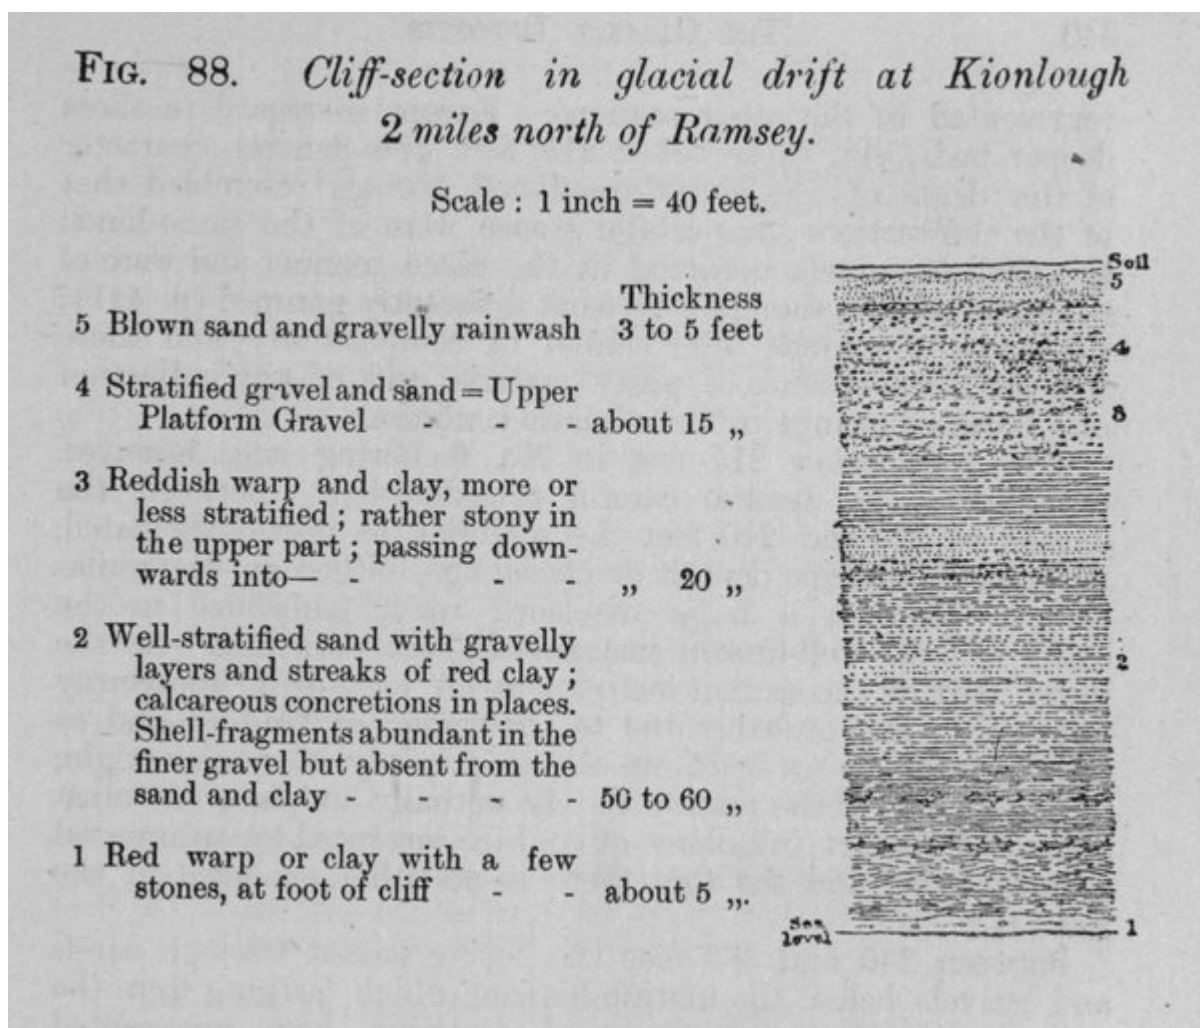 FIG. 88. Cliff-section in glacial drift at Kionlough
2 miles north of Ramsey.
Scale : 1 inch = 40 feet.
Thickness
5 Blown sand and gravelly rainwash 3 to 5 feet
4 Stratified gravel and sand = Upper
Platform Gravel - - - about 15 „
3 Reddish warp and clay, more or
less stratified ; rather stony in
the upper part ; passing down-
wards into— - - - „ 20 „
2 Well-stratified sand with gravelly
layers and streaks of red clay ;
calcareous concretions in places.
Shell-fragments abundant in the
finer gravel but absent from the
sand and clay - - - 50 to 60 „
1 Red warp or clay with a few
stones, at foot of cliff - - about 5 „.
Soil
5
4
3
2
1
Sea
level